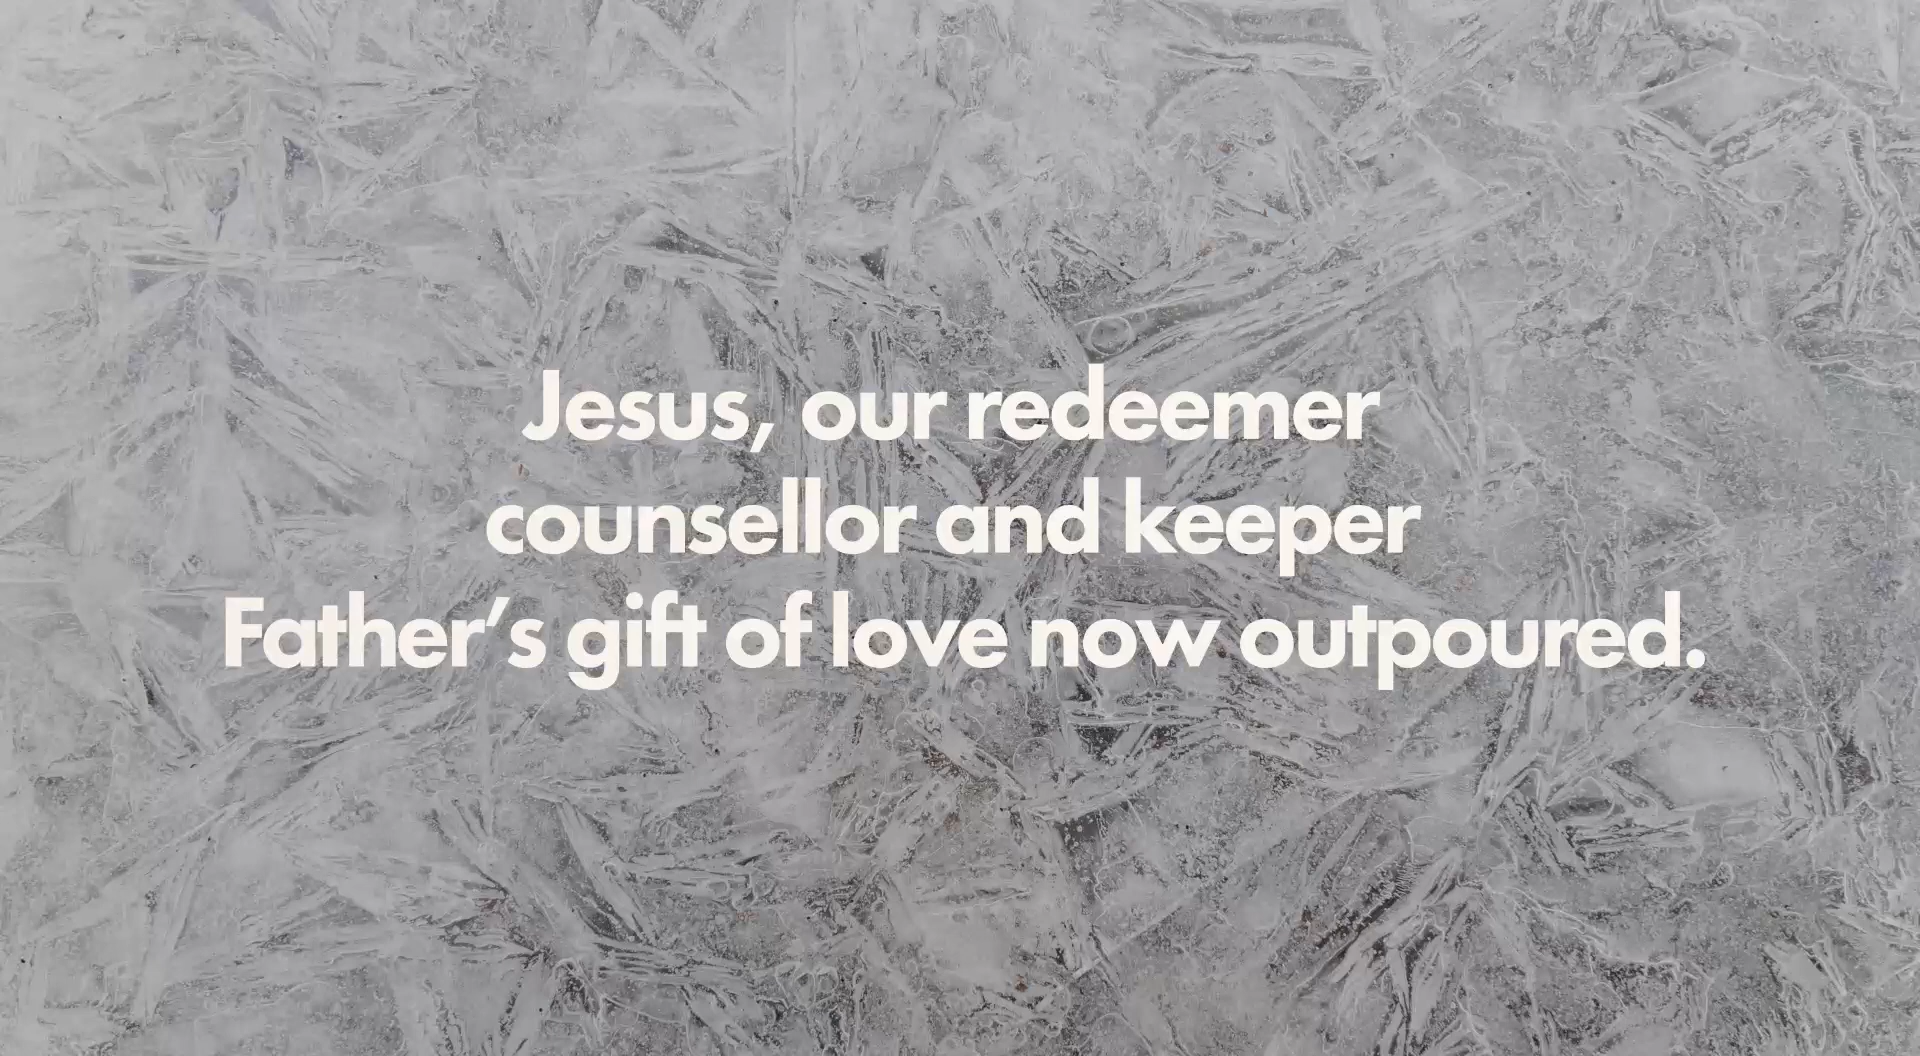 Jesus, our redeemer
counsellor and keeper
Father’s gift of love now outpoured.